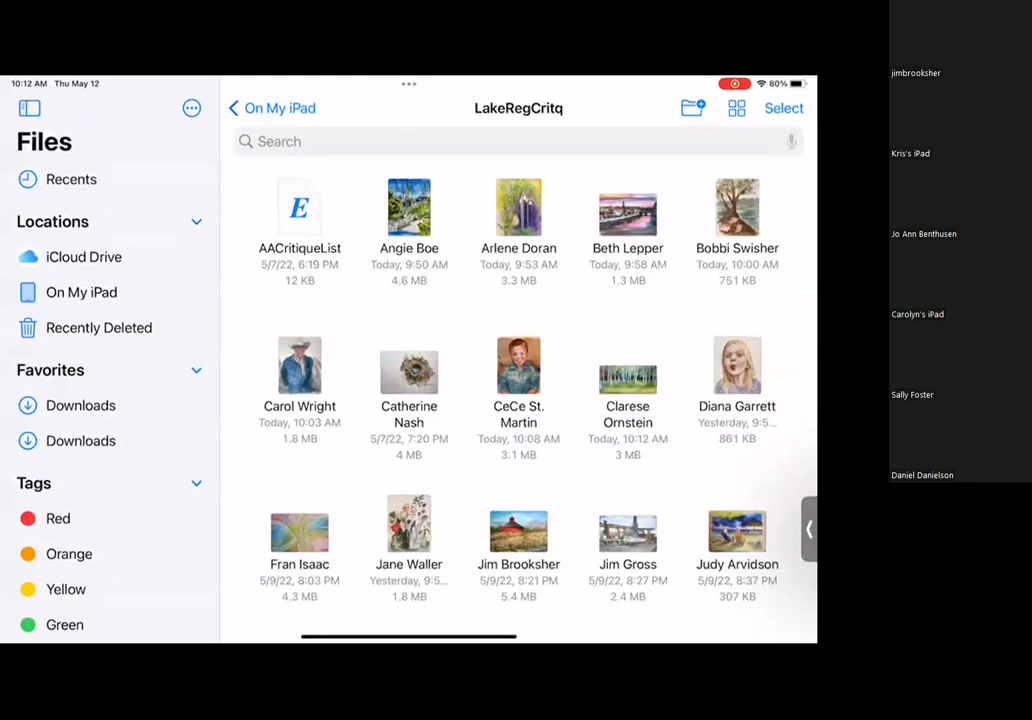 10:12 AM Thu May 12
80%
Files
Recents
Locations
iCloud Drive
On My iPad
Recently Deleted
Favorites
Downloads
Downloads
Tags
Red
Orange
Yellow
Green
On My iPad
LakeRegCritq
Select
Search
E
AACritiqueList
5/7/22, 6:19 PM
12 KB
Angie Boe
Today, 9:50 AM
4.6 MB
Arlene Doran
Today, 9:53 AM
3.3 MB
Beth Lepper
Today, 9:58 AM
1.3 MB
Bobbi Swisher
Today, 10:00 AM
751 KB
Carol Wright
Today, 10:03 AM
1.8 MB
Catherine
Nash
5/7/22, 7:20 PM
4 MB
CeCe St.
Martin
Today, 10:08 AM
3.1 MB
Clarese
Ornstein
Today, 10:12 AM
3 MB
Diana Garrett
Yesterday, 9:5...
861 KB
Fran Isaac
5/9/22, 8:03 PM
4.3 MB
Jane Waller
Yesterday, 9:5...
1.8 MB
Jim Brooksher
5/9/22, 8:21 PM
5.4 MB
Jim Gross
5/9/22, 8:27 PM
2.4 MB
Judy Arvidson
5/9/22, 8:37 PM
307 KB
jimbrooksher
Kris's iPad
Jo Ann Benthusen
Carolyn's iPad
Sally Foster
Daniel Danielson